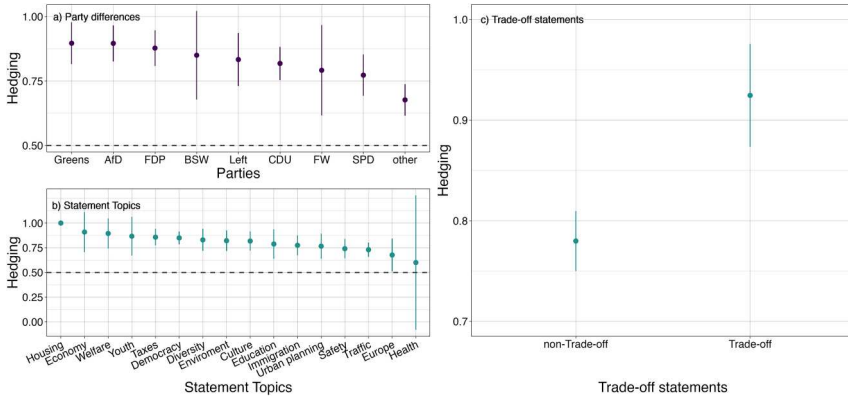 a) Party differences
Hedging
1.00
0.75
0.50
Greens AfD FDP BSW Left CDU FW SPD other
Parties
b) Statement Topics
Hedging
1.00
0.75
0.50
0.25
0.00
Housing Economy Welfare Youth Taxes Democracy Diversity Enviroment Culture Education Immigration Urban planning Safety Traffic Europe Health
Statement Topics
c) Trade-off statements
Hedging
1.0
0.9
0.8
0.7
non-Trade-off Trade-off
Trade-off statements